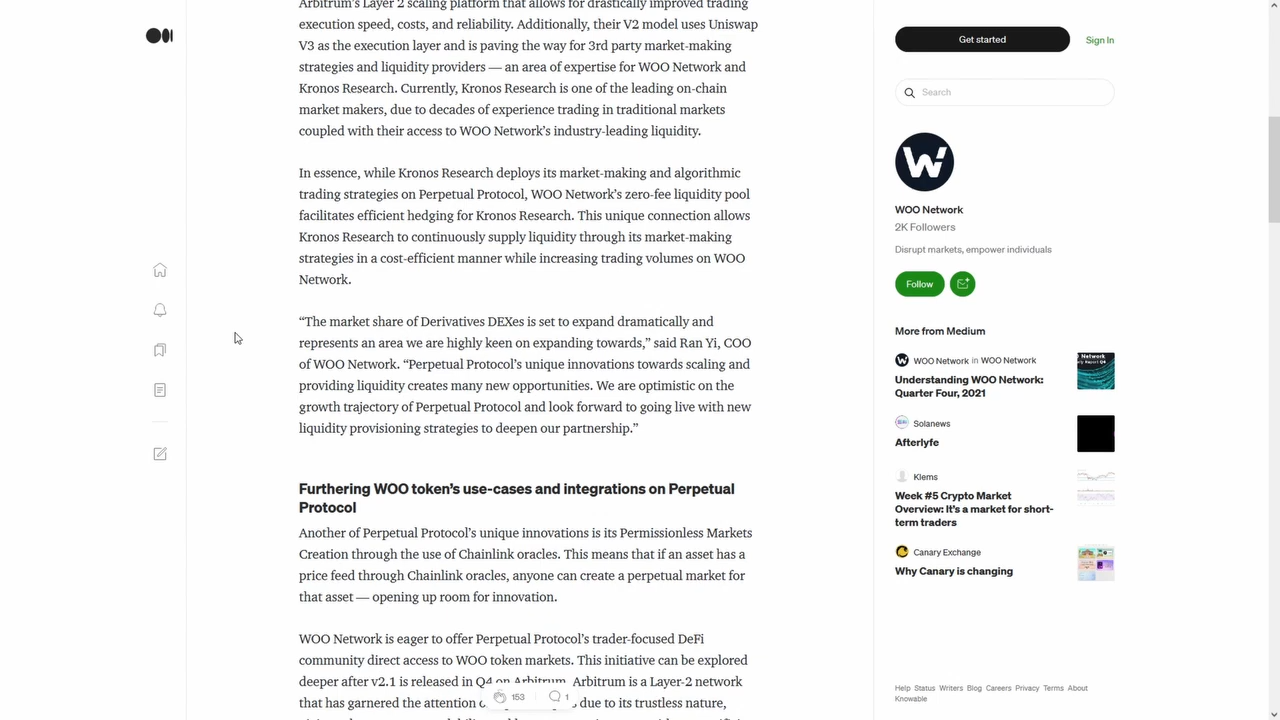 Arbitrum's Layer 2 scaling platform that allows for drastically improved trading
execution speed, costs, and reliability. Additionally, their V2 model uses Uniswap
V3 as the execution layer and is paving the way for 3rd party market-making
strategies and liquidity providers — an area of expertise for WOO Network and
Kronos Research. Currently, Kronos Research is one of the leading on-chain
market makers, due to decades of experience trading in traditional markets
coupled with their access to WOO Network's industry-leading liquidity.
In essence, while Kronos Research deploys its market-making and algorithmic
trading strategies on Perpetual Protocol, WOO Network's zero-fee liquidity pool
facilitates efficient hedging for Kronos Research. This unique connection allows
Kronos Research to continuously supply liquidity through its market-making
strategies in a cost-efficient manner while increasing trading volumes on WOO
Network.
“The market share of Derivatives DEXes is set to expand dramatically and
represents an area we are highly keen on expanding towards,” said Ran Yi, COO
of WOO Network. “Perpetual Protocol's unique innovations towards scaling and
providing liquidity creates many new opportunities. We are optimistic on the
growth trajectory of Perpetual Protocol and look forward to going live with new
liquidity provisioning strategies to deepen our partnership.”
Furthering WOO token's use-cases and integrations on Perpetual
Protocol
Another of Perpetual Protocol's unique innovations is its Permissionless Markets
Creation through the use of Chainlink oracles. This means that if an asset has a
price feed through Chainlink oracles, anyone can create a perpetual market for
that asset — opening up room for innovation.
WOO Network is eager to offer Perpetual Protocol's trader-focused DeFi
community direct access to WOO token markets. This initiative can be explored
deeper after v2.1 is released in Q4 on Arbitrum. Arbitrum is a Layer-2 network
that has garnered the attention of due to its trustless nature,
153
1
Get started
Sign In
Search
WOO Network
2K Followers
Disrupt markets, empower individuals
Follow
More from Medium
WOO Network in WOO Network
Understanding WOO Network:
Quarter Four, 2021
Solanews
Afterlyfe
Klems
Week #5 Crypto Market
Overview: It's a market for short-
term traders
Canary Exchange
Why Canary is changing
Help Status Writers Blog Careers Privacy Terms About
Knowable